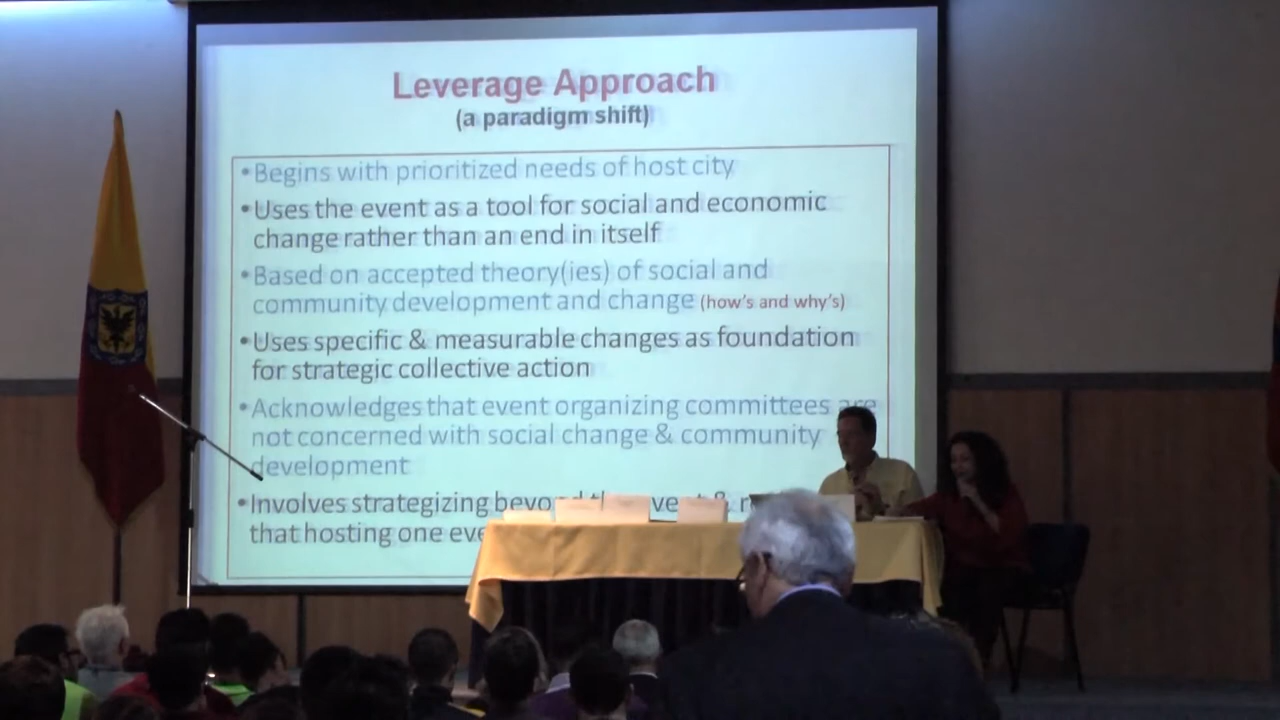 Leverage Approach
(a paradigm shift)
•Begins with prioritized needs of host city
•Uses the event as a tool for social and economic
change rather than an end in itself
•Based on accepted theory(ies) of social and
community development and change (how's and why's)
•Uses specific & measurable changes as foundation
for strategic collective action
•Acknowledges that event organizing committees are
not concerned with social change & community
development
•Involves strategizing beyond &
that hosting one